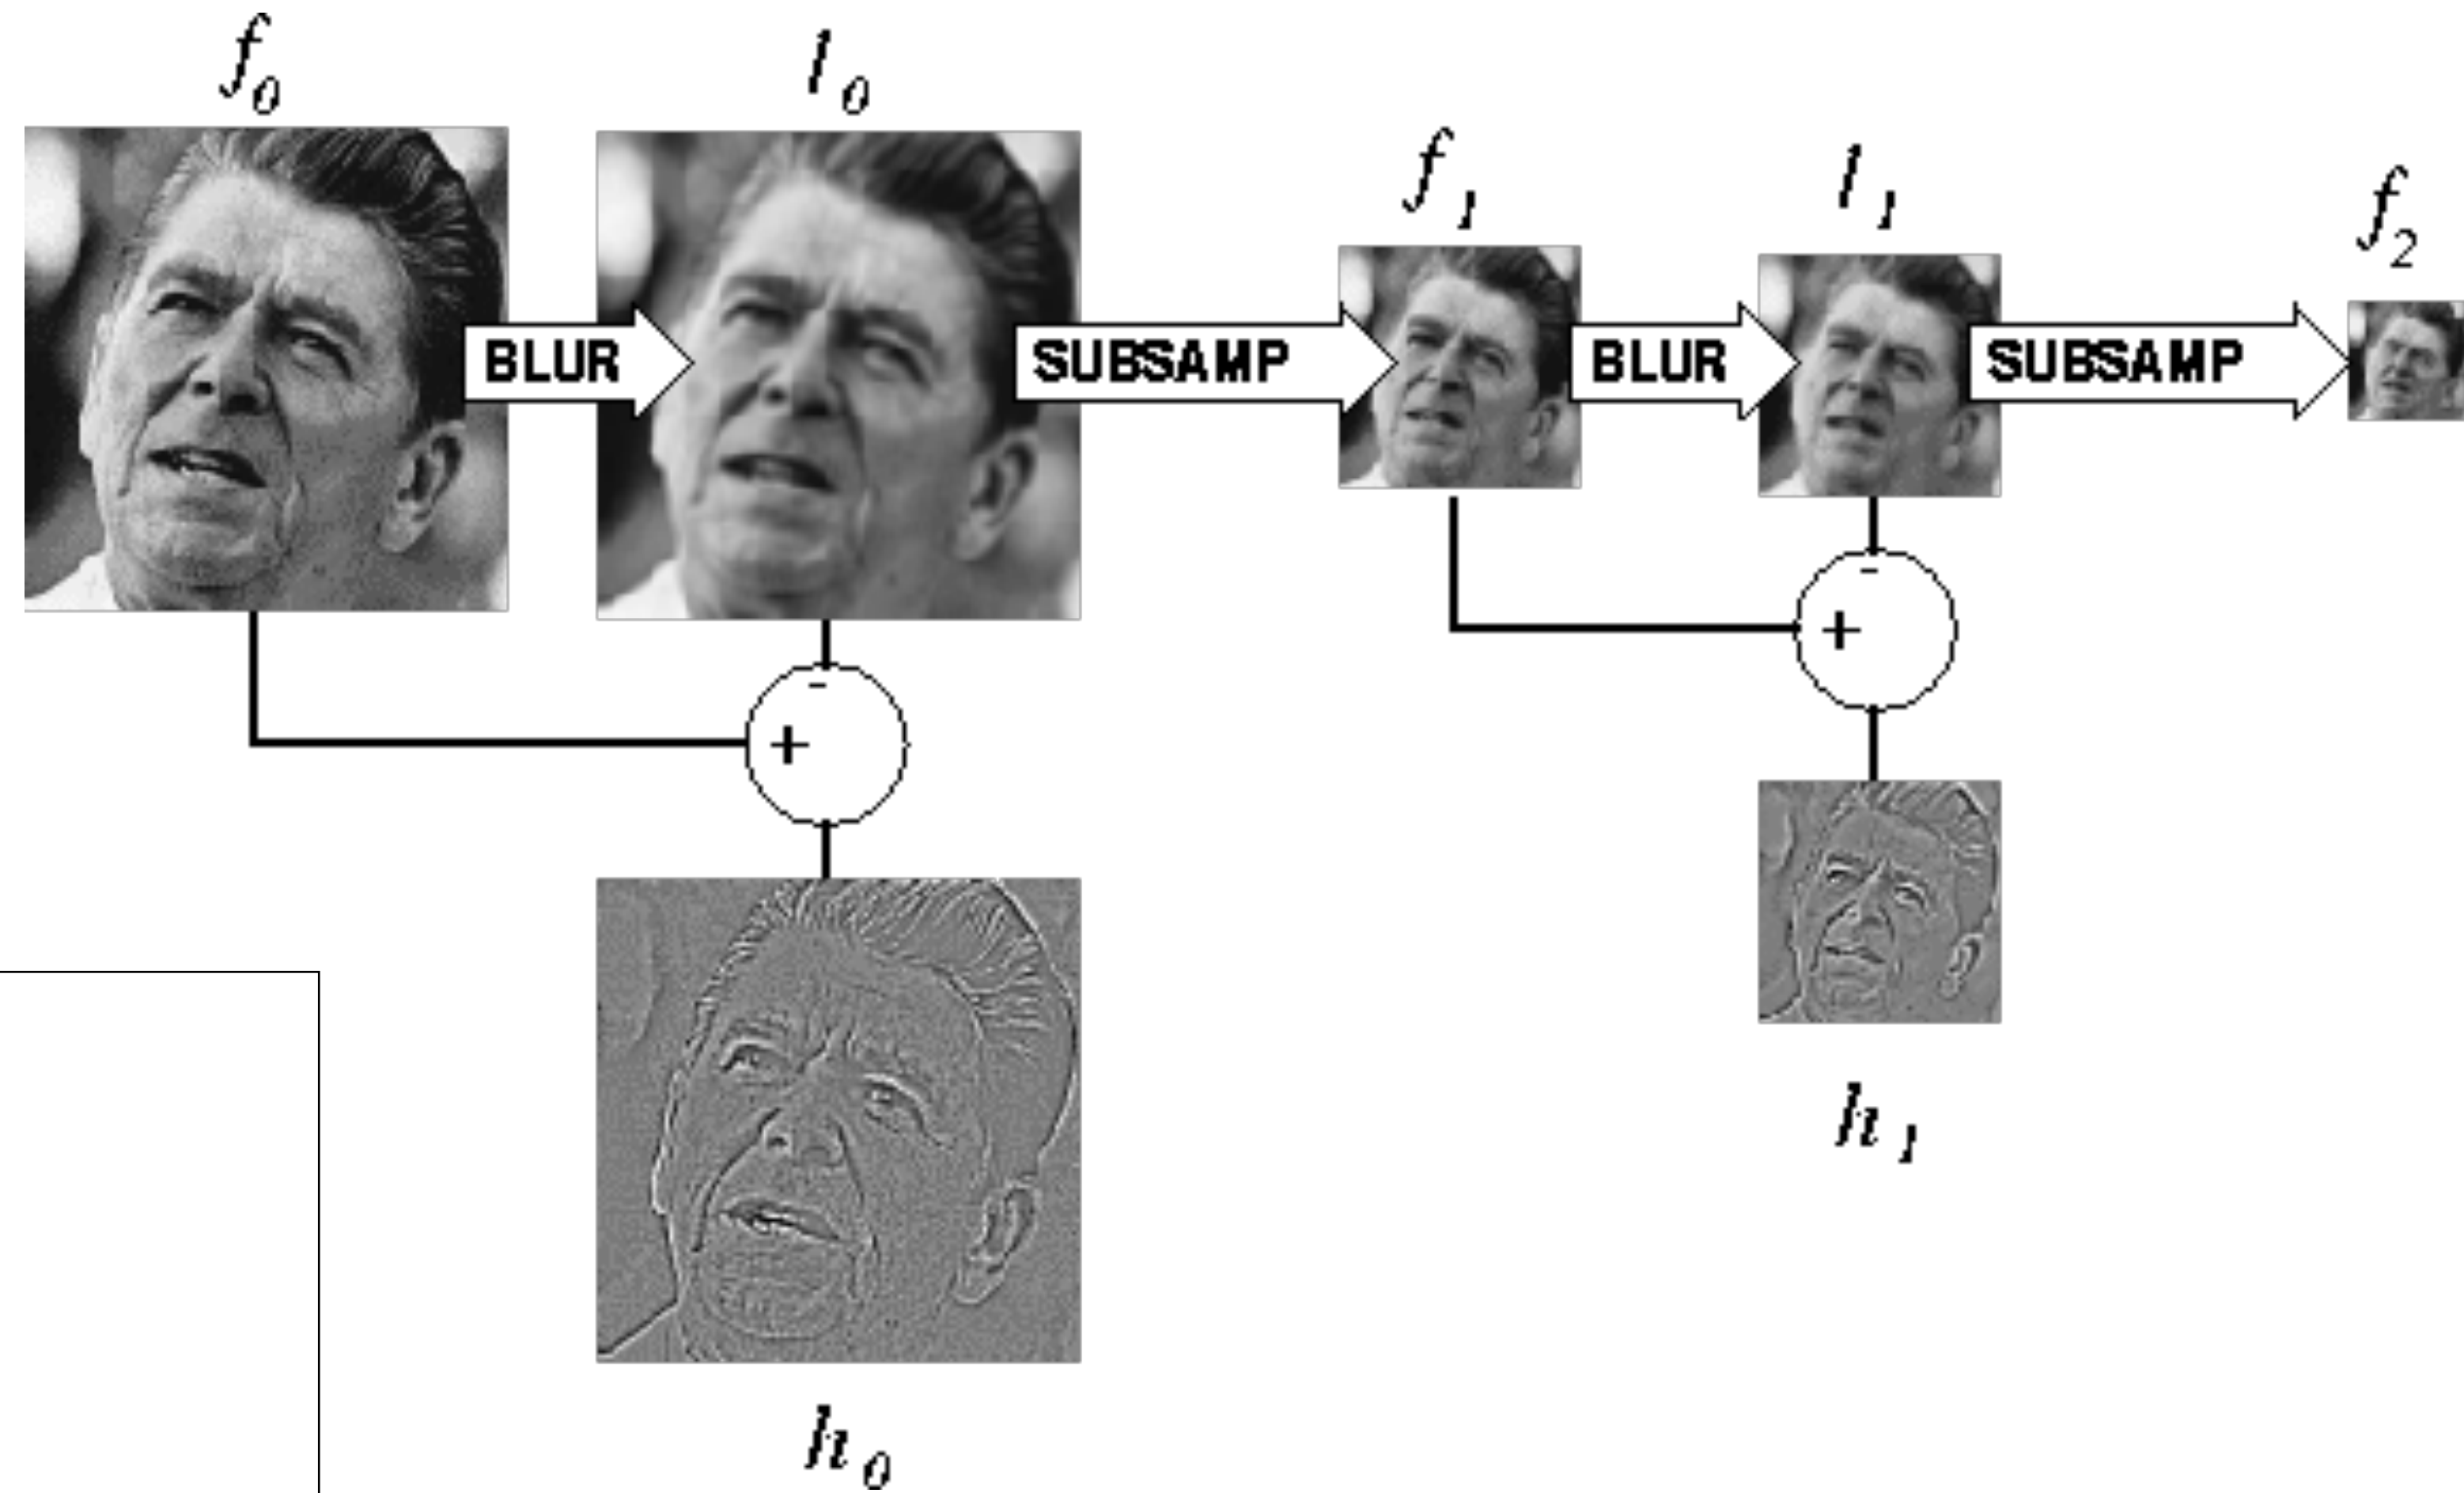 f0 l0
f1 l1
f2
BLUR SUBSAMP BLUR SUBSAMP
-
+
-
+
h1
h0